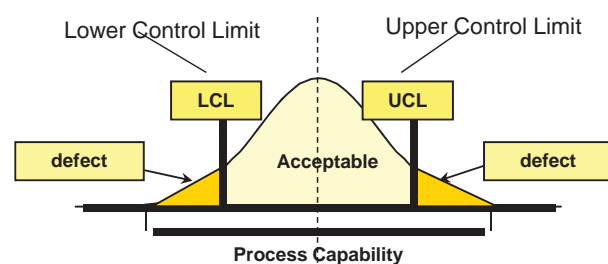 Lower Control Limit
Upper Control Limit
LCL
UCL
defect
Acceptable
defect
Process Capability